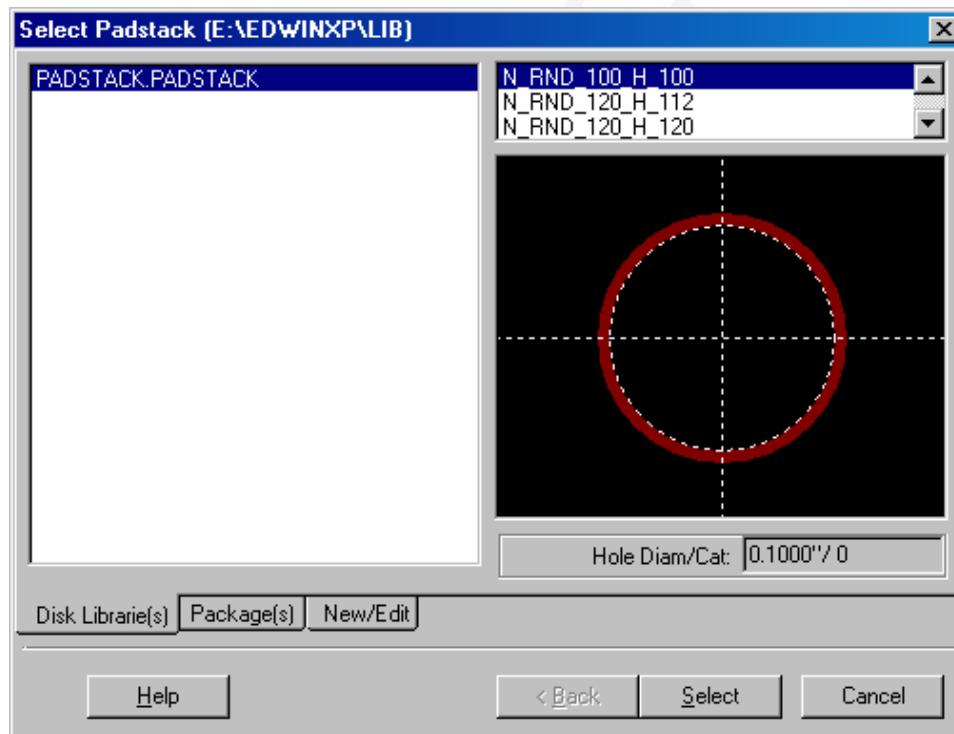 Select Padstack (E:\EDWINXP\LIB)
PADSTACK.PADSTACK
N_RND_100_H_100
N_RND_120_H_112
N_RND_120_H_120
Hole Diam/Cat: 0.1000"/ 0
Disk Librarie(s) Package(s) New/Edit
Help < Back Select Cancel